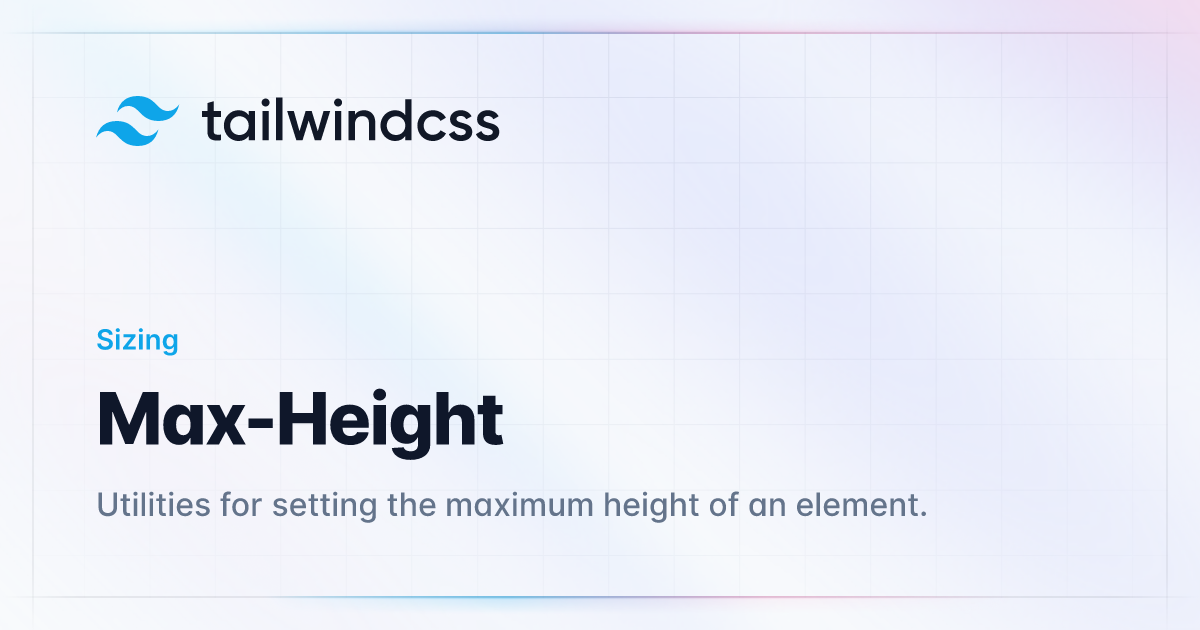 tailwindcss
Sizing
Max-Height
Utilities for setting the maximum height of an element.